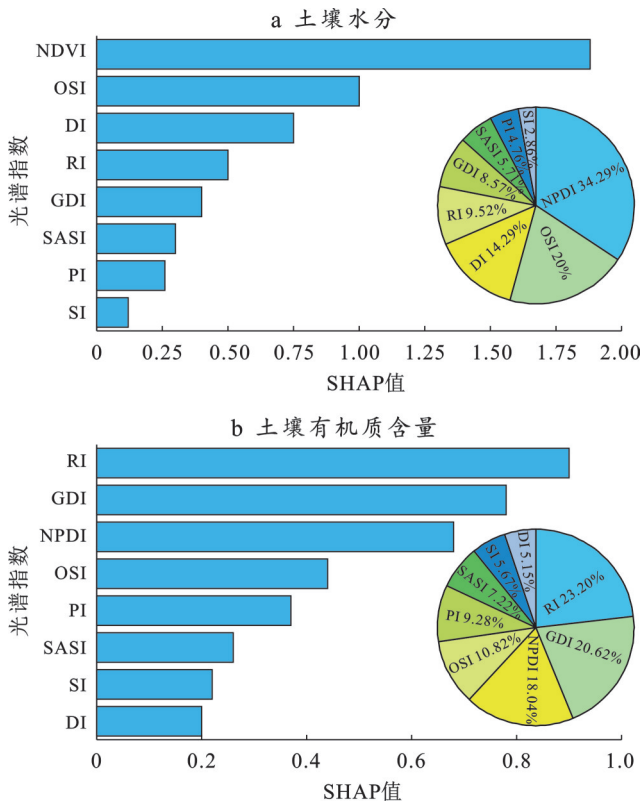 a 土壤水分
光谱指数
NDVI
OSI
DI
RI
GDI
SASI
PI
SI
0 0.25 0.50 0.75 1.00 1.25 1.50 1.75 2.00
SHAP值
NPDI 34.29%
OSI 20%
DI 14.29%
RI 9.52%
GDI 8.57%
SASI 5.71%
PI 4.76%
SI 2.86%
b 土壤有机质含量
光谱指数
RI
GDI
NPDI
OSI
PI
SASI
SI
DI
0 0.2 0.4 0.6 0.8 1.0
SHAP值
RI 23.20%
GDI 20.62%
NPDI 18.04%
OSI 10.82%
PI 9.28%
SASI 7.22%
SI 5.67%
DI 5.15%